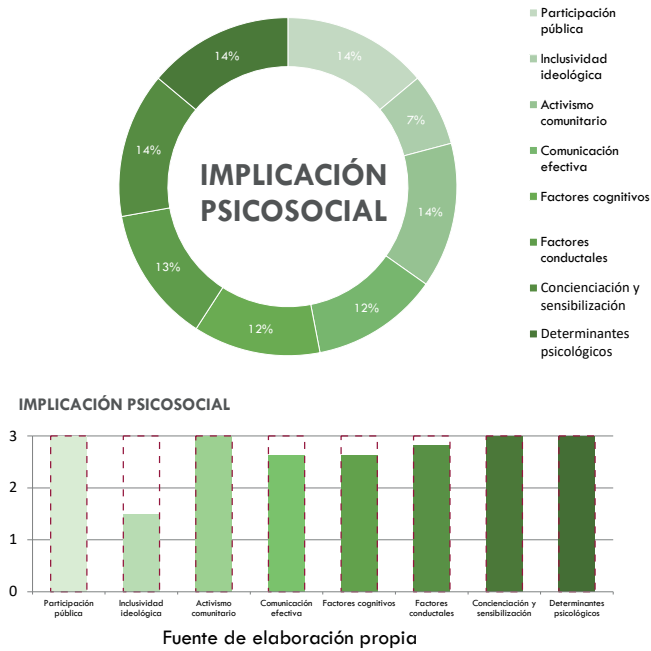 14%
14%
7%
14%
12%
12%
13%
14%
IMPLICACIÓN
PSICOSOCIAL
Participación
pública
Inclusividad
ideológica
Activismo
comunitario
Comunicación
efectiva
Factores cognitivos
Factores
conductales
Concienciación y
sensibilización
Determinantes
psicológicos
IMPLICACIÓN PSICOSOCIAL
3
2
1
0
Participación
pública
Inclusividad
ideológica
Activismo
comunitario
Comunicación
efectiva
Factores cognitivos
Factores
conductales
Concienciación y
sensibilización
Determinantes
psicológicos
Fuente de elaboración propia